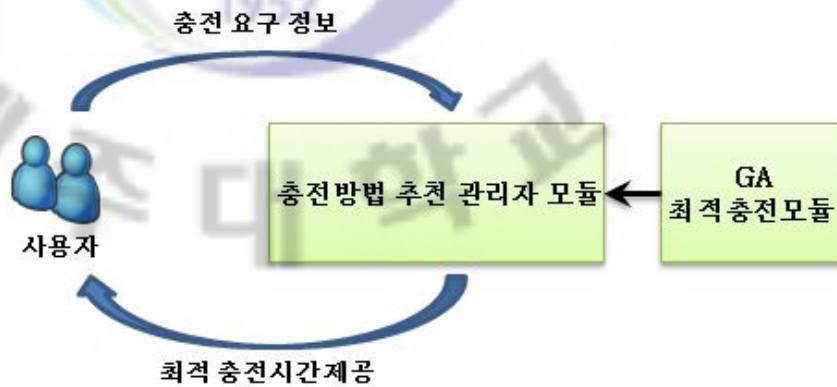 충전 요구 정보
충전방법 추천 관리자 모듈
GA
최적충전모듈
사용자
최적 충전시간제공